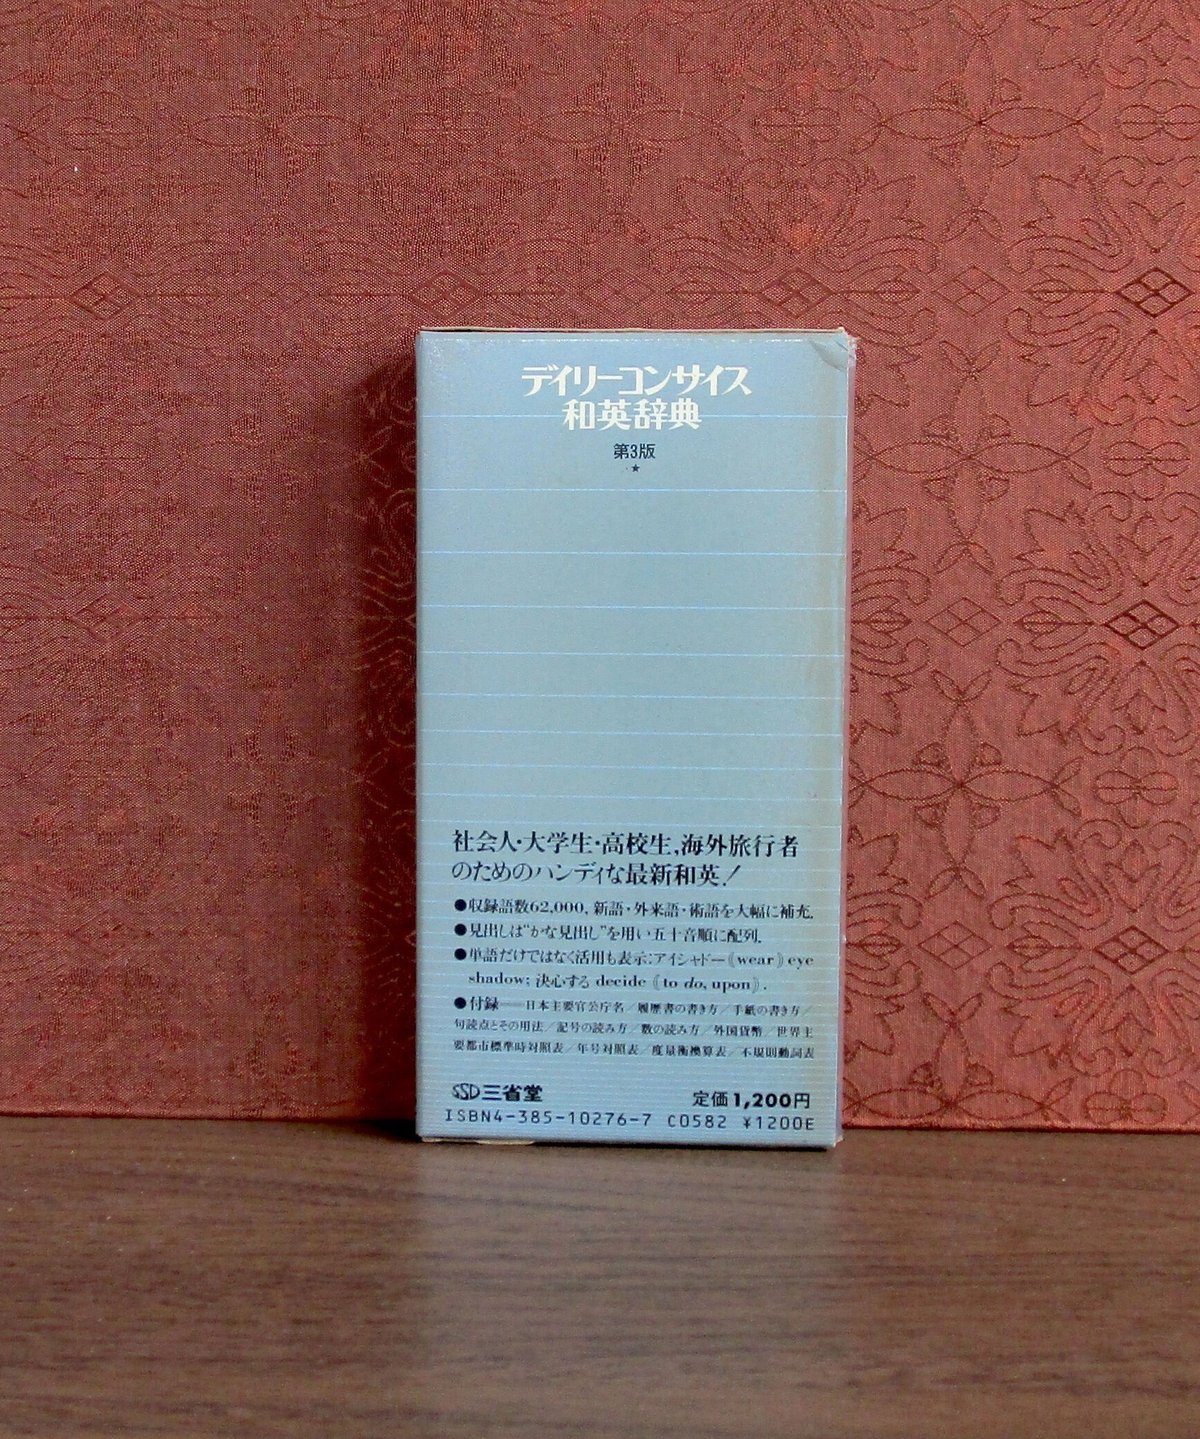 デイリーコンサイス
和英辞典
第3版
★
社会人・大学生・高校生,海外旅行者
のためのハンディな最新和英!
●収録語数62,000, 新語・外来語・術語を大幅に補充.
●見出しは"かな見出し"を用い五十音順に配列.
●単語だけではなく活用も表示:アイシャドー《wear》eye
shadow; 決心する decide 《to do, upon》.
●付録——日本主要官公庁名／履歴書の書き方／手紙の書き方／
句読点とその用法／記号の読み方／数の読み方／外国貨幣／世界主
要都市標準時対照表／年号対照表／度量衡換算表／不規則動詞表
SSD三省堂 定価1,200円
ISBN4-385-10276-7 C0582 ¥1200E